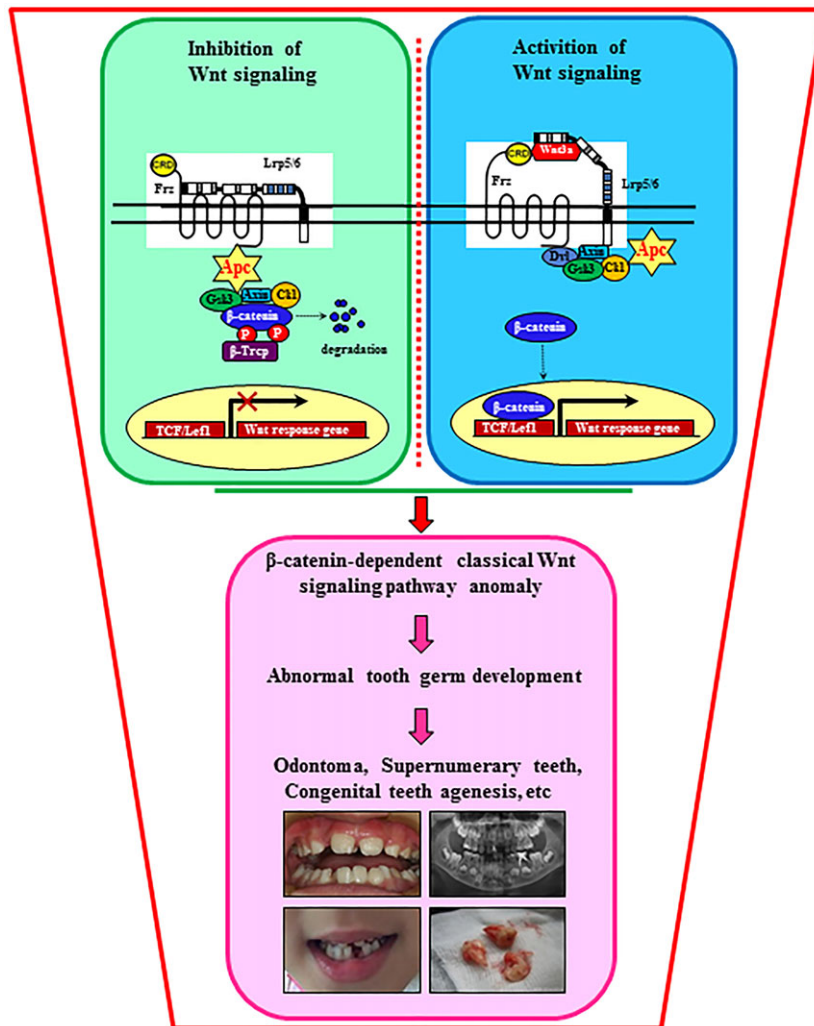 Inhibition of
Wnt signaling
CRD
Lrp5/6
Frz
Apc
Gsk3
Axin
Ck1
β-catenin
P
P
β-Trcp
degradation
TCF/Lef1
Wnt response gene
Activition of
Wnt signaling
CRD
Wnt3a
Frz
Lrp5/6
Dvl
Axin
Gsk3
Ck1
Apc
β-catenin
β-catenin
TCF/Lef1
Wnt response gene
β-catenin-dependent classical Wnt
signaling pathway anomaly
Abnormal tooth germ development
Odontoma, Supernumerary teeth,
Congenital teeth agenesis, etc